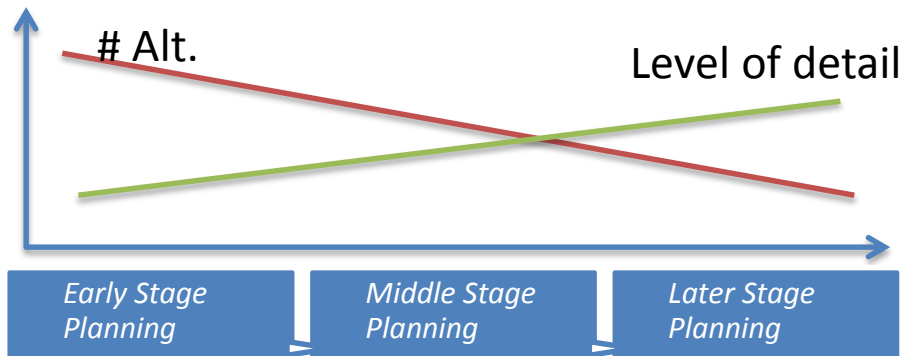 # Alt.
Level of detail
Early Stage
Planning
Middle Stage
Planning
Later Stage
Planning